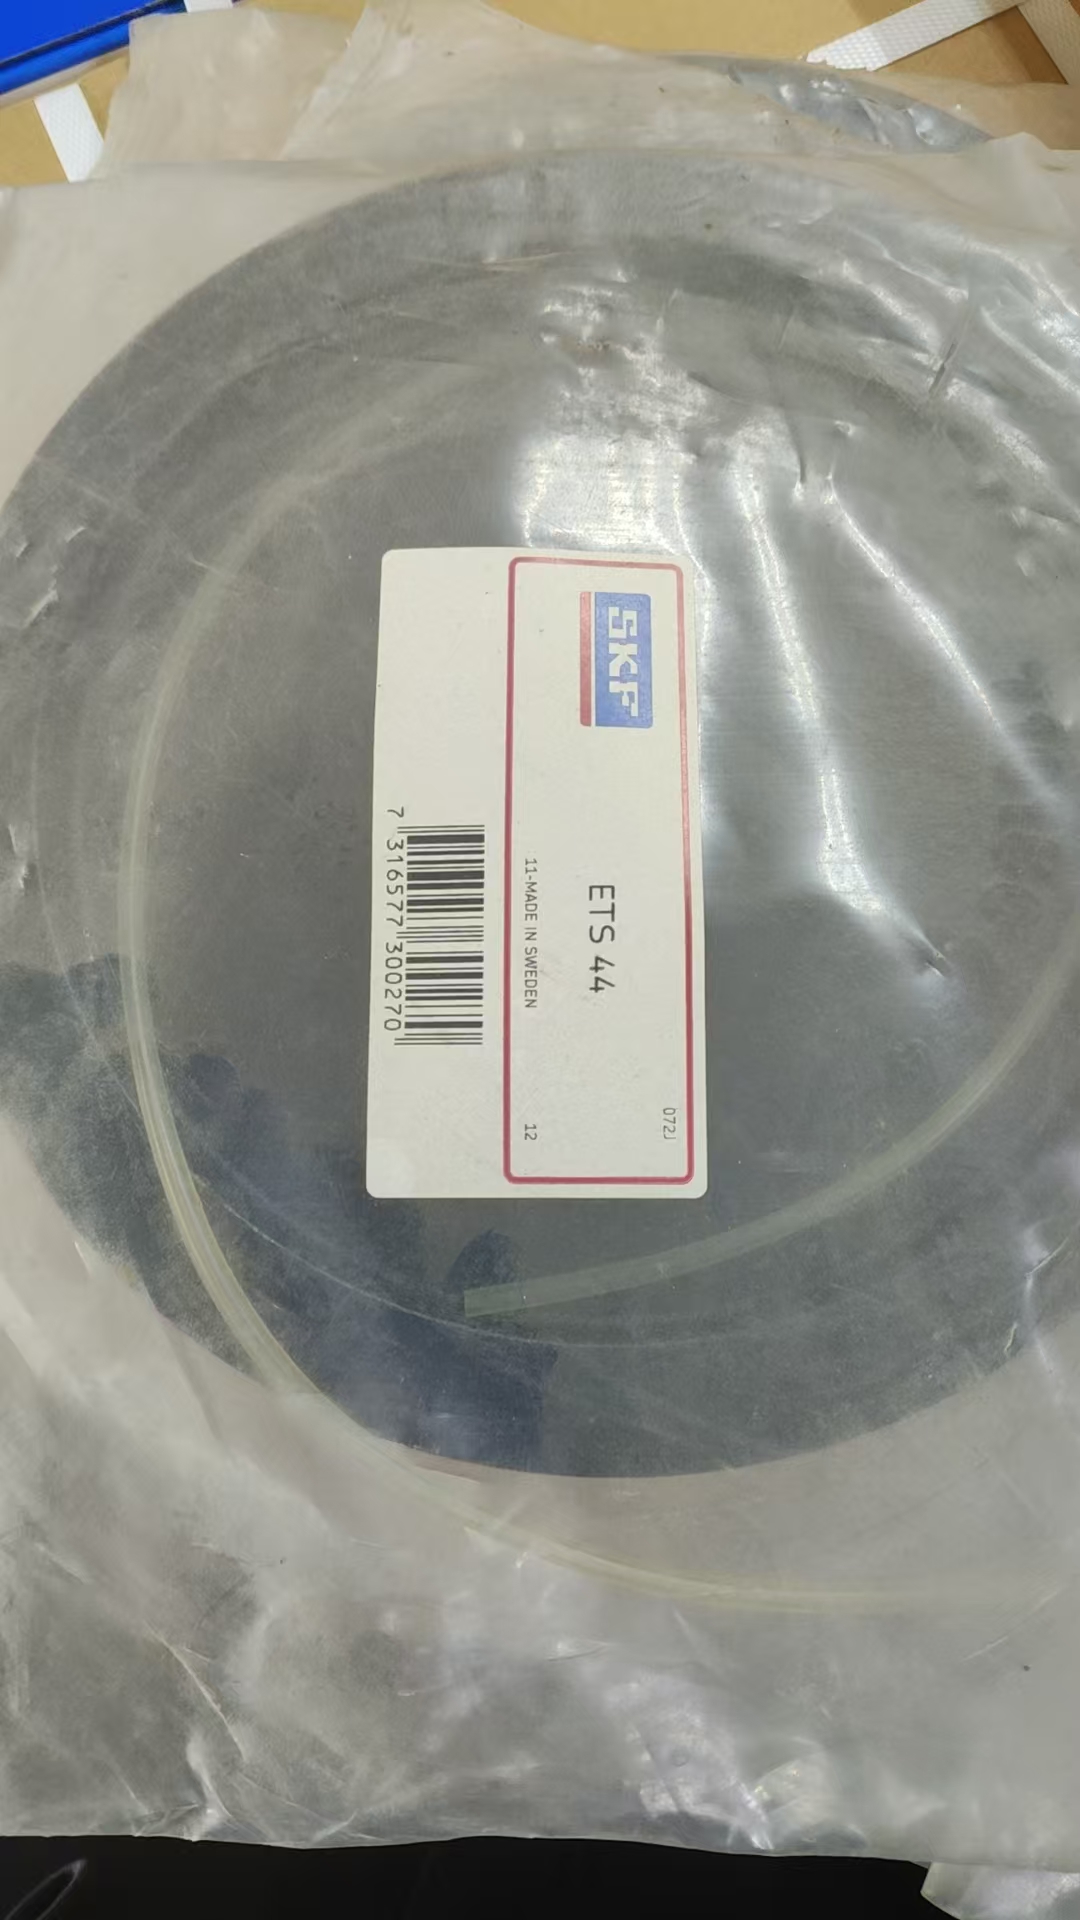 SKF
072J
ETS 44
11-MADE IN SWEDEN
12
7 316577 300270